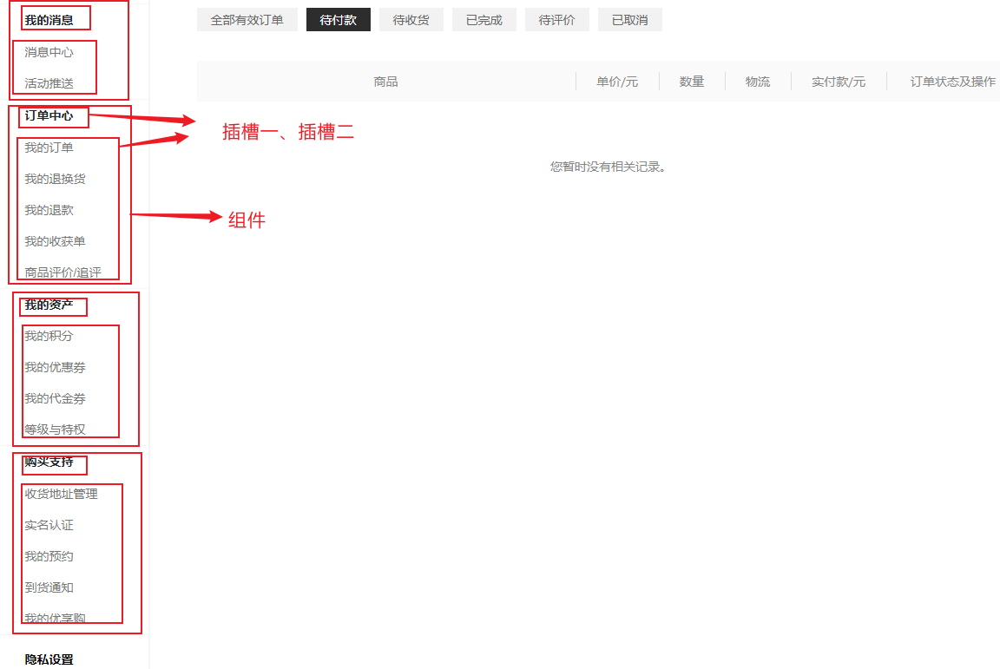 我的消息
消息中心
活动推送
订单中心
我的订单
我的退换货
我的退款
我的收获单
商品评价/追评
我的资产
我的积分
我的优惠券
我的代金券
等级与特权
购买支持
收货地址管理
实名认证
我的预约
到货通知
我的优享购
隐私设置
全部有效订单 待付款 待收货 已完成 待评价 已取消
商品 单价/元 数量 物流 实付款/元 订单状态及操作
插槽一、插槽二
您暂时没有相关记录。
组件